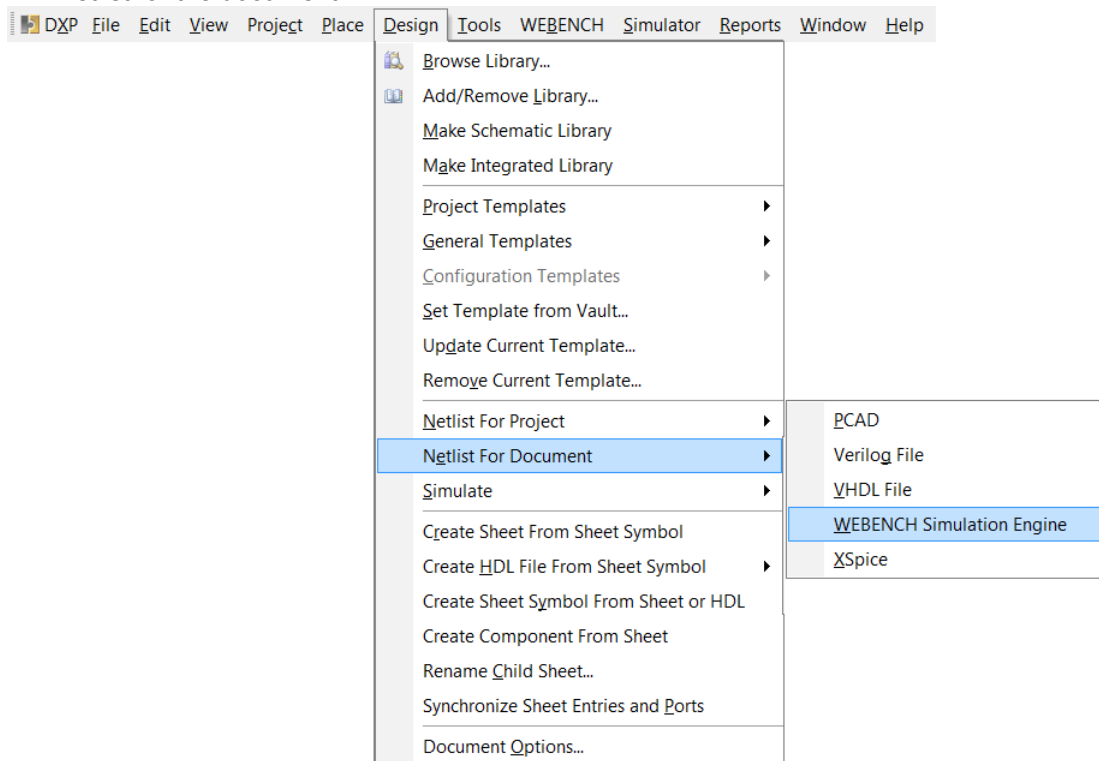 DXP File Edit View Project Place Design Tools WEBENCH Simulator Reports Window Help
Browse Library...
Add/Remove Library...
Make Schematic Library
Make Integrated Library
Project Templates
General Templates
Configuration Templates
Set Template from Vault...
Update Current Template...
Remove Current Template...
Netlist For Project
Netlist For Document
Simulate
Create Sheet From Sheet Symbol
Create HDL File From Sheet Symbol
Create Sheet Symbol From Sheet or HDL
Create Component From Sheet
Rename Child Sheet...
Synchronize Sheet Entries and Ports
Document Options...
PCAD
Verilog File
VHDL File
WEBENCH Simulation Engine
XSpice